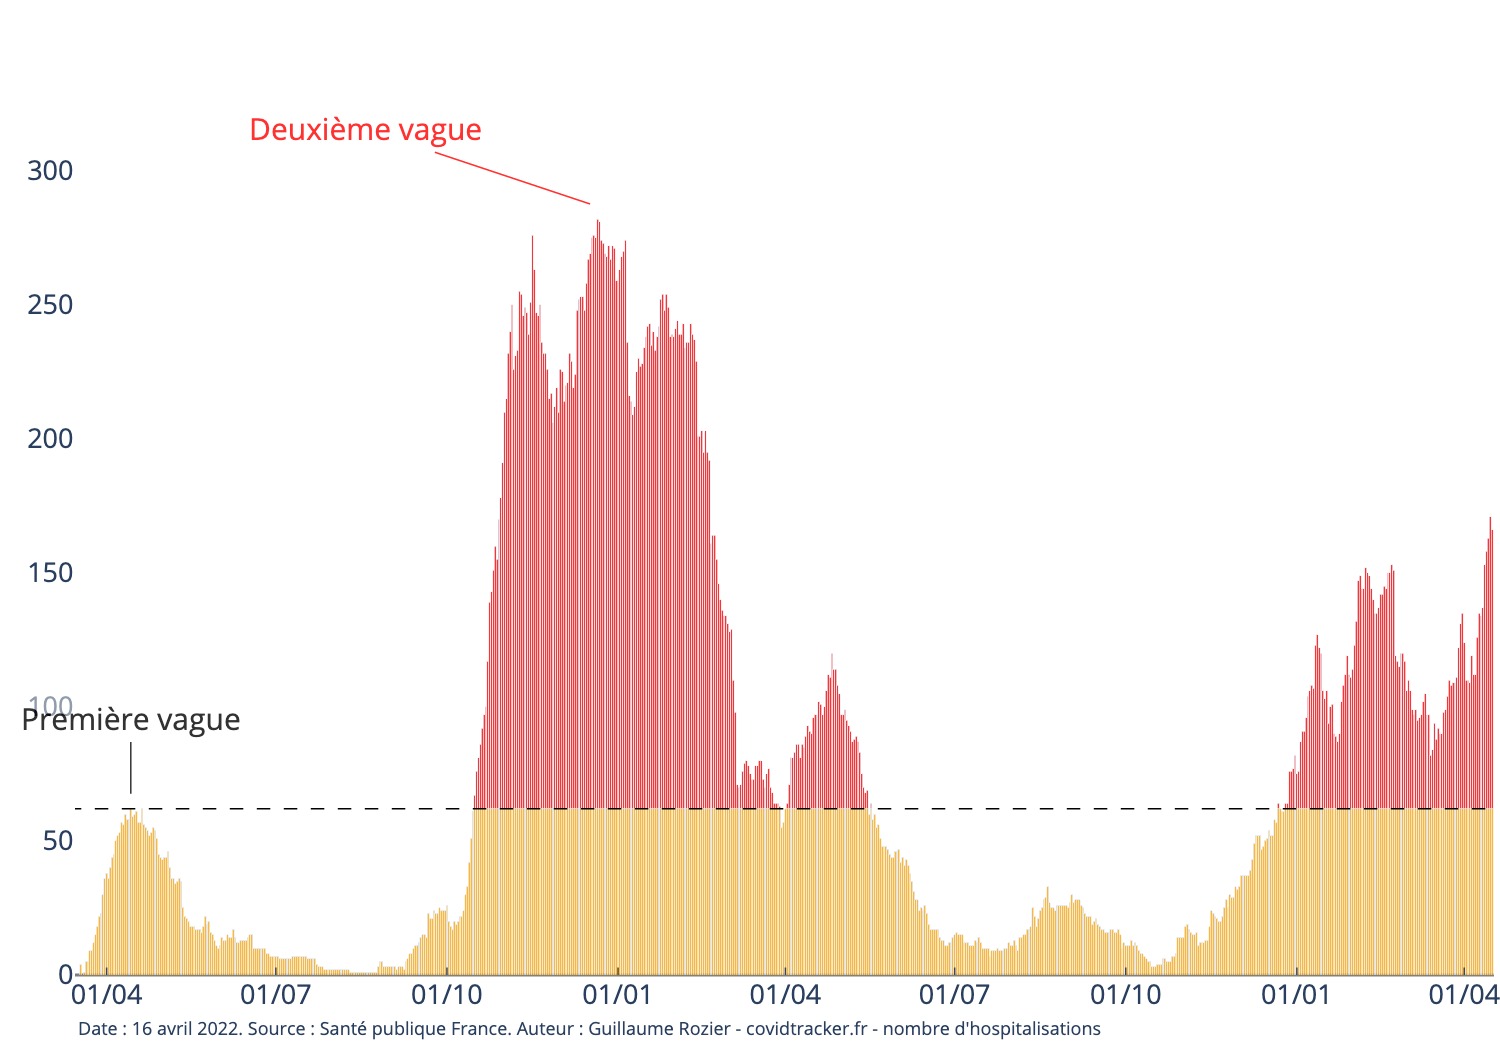 Deuxième vague
300
250
200
150
100
Première vague
50
0
01/04 01/07 01/10 01/01 01/04 01/07 01/10 01/01 01/04
Date : 16 avril 2022. Source : Santé publique France. Auteur : Guillaume Rozier - covidtracker.fr - nombre d'hospitalisations